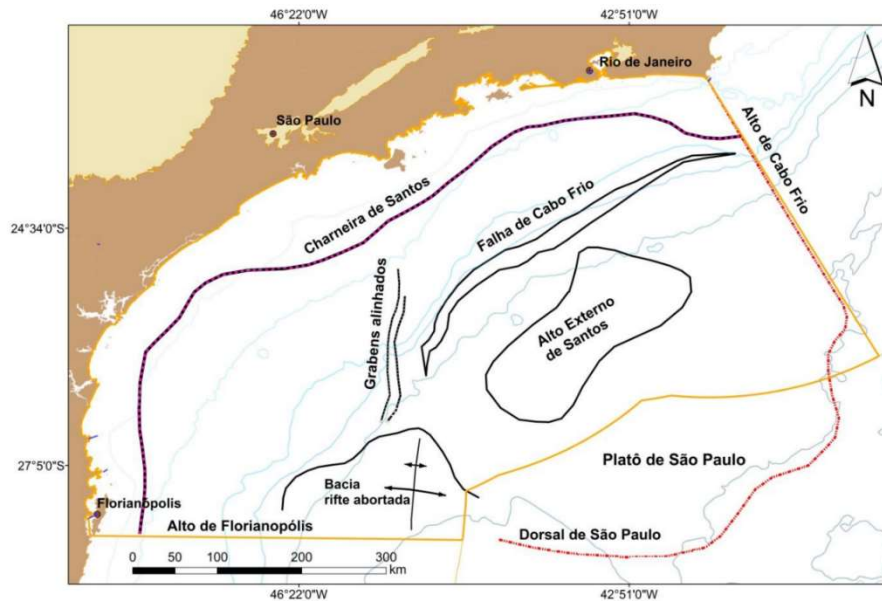 46°22'0"W
42°51'0"W
Rio de Janeiro
N
São Paulo
Alto de Cabo Frio
Charneira de Santos
Falha de Cabo Frio
24°34'0"S
Grabens alinhados
Alto Externo
de Santos
27°5'0"S
Platô de São Paulo
Bacia
rifte abortada
Florianópolis
Alto de Florianópolis
Dorsal de São Paulo
0 50 100 200 300
km
46°22'0"W
42°51'0"W